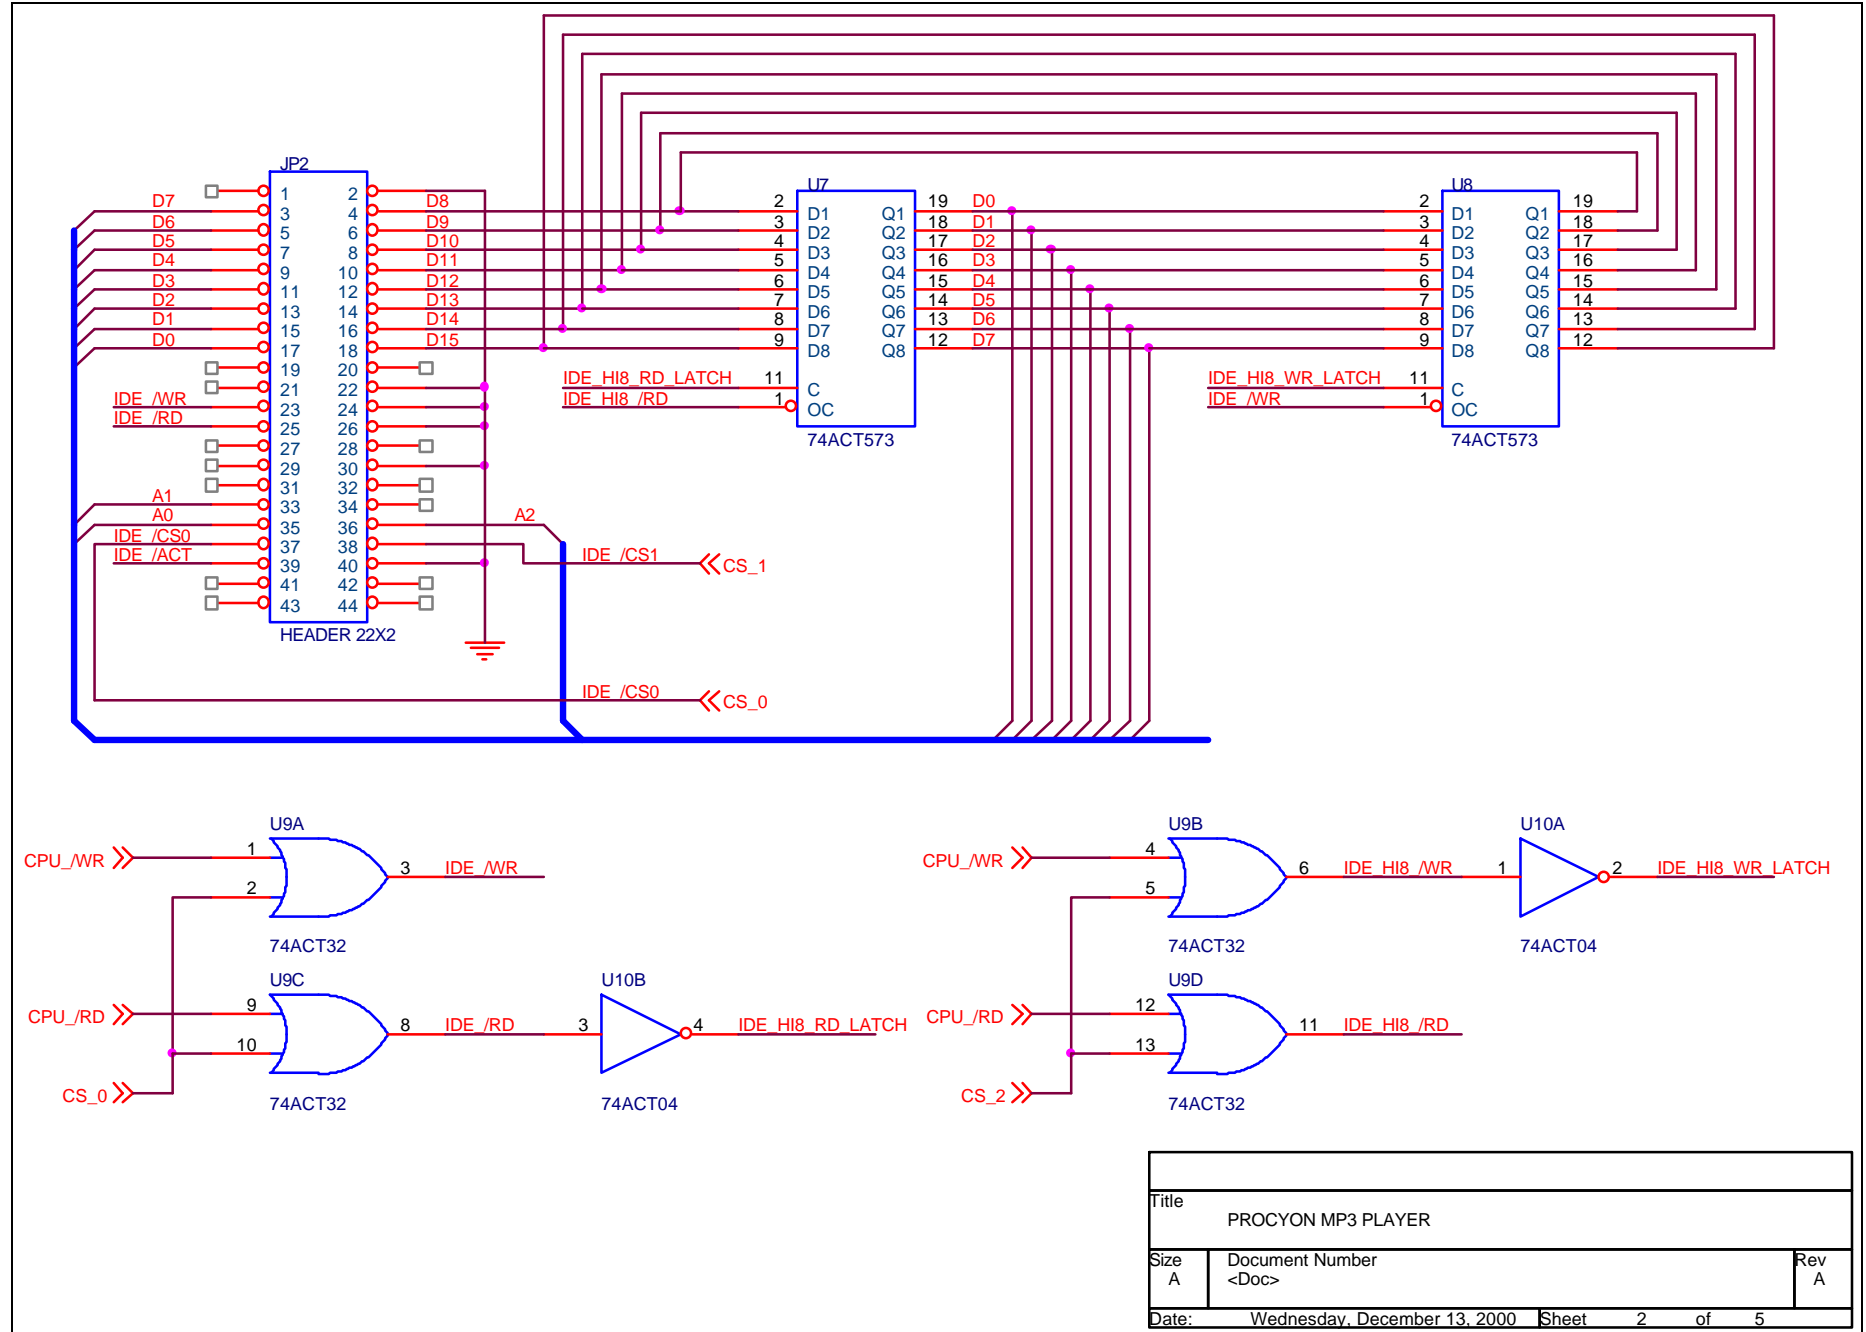 JP2
1 2
D7 3 4 D8
D6 5 6 D9
D5 7 8 D10
D4 9 10 D11
D3 11 12 D12
D2 13 14 D13
D1 15 16 D14
D0 17 18 D15
19 20
21 22
IDE_/WR 23 24
IDE_/RD 25 26
27 28
29 30
31 32
A1 33 34
A0 35 36 A2
IDE_/CS0 37 38
IDE_/ACT 39 40 IDE_/CS1 CS_1
41 42
43 44
HEADER 22X2
IDE_/CS0 CS_0
U7
2 D1 Q1 19 D0
3 D2 Q2 18 D1
4 D3 Q3 17 D2
5 D4 Q4 16 D3
6 D5 Q5 15 D4
7 D6 Q6 14 D5
8 D7 Q7 13 D6
9 D8 Q8 12 D7
IDE_HI8_RD_LATCH 11 C
IDE_HI8_/RD 1 OC
74ACT573
U8
2 D1 Q1 19
3 D2 Q2 18
4 D3 Q3 17
5 D4 Q4 16
6 D5 Q5 15
7 D6 Q6 14
8 D7 Q7 13
9 D8 Q8 12
IDE_HI8_WR_LATCH 11 C
IDE_/WR 1 OC
74ACT573
U9A
CPU_/WR 1 3 IDE_/WR
2
74ACT32
U9C U10B
CPU_/RD 9 8 IDE_/RD 3 4 IDE_HI8_RD_LATCH
10
CS_0
74ACT32 74ACT04
U9B U10A
CPU_/WR 4 6 IDE_HI8_/WR 1 2 IDE_HI8_WR_LATCH
5
74ACT32 74ACT04
U9D
CPU_/RD 12 11 IDE_HI8_/RD
13
CS_2
74ACT32
Title
PROCYON MP3 PLAYER
Size Document Number Rev
A <Doc> A
Date: Wednesday, December 13, 2000 Sheet 2 of 5